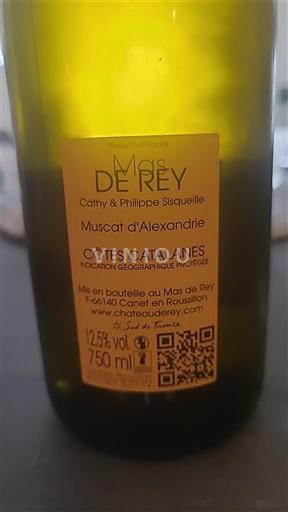 Product of France
Mas
DE REY
Cathy & Philippe Sisqueille
Muscat d'Alexandrie
VINIOU
CÔTES CATALANES
INDICATION GÉOGRAPHIQUE PROTÉGÉE
Mis en bouteille au Mas de Rey
F-66140 Canet en Roussillon
www.chateauderey.com
Sud de France
12,5% vol.
750 ml